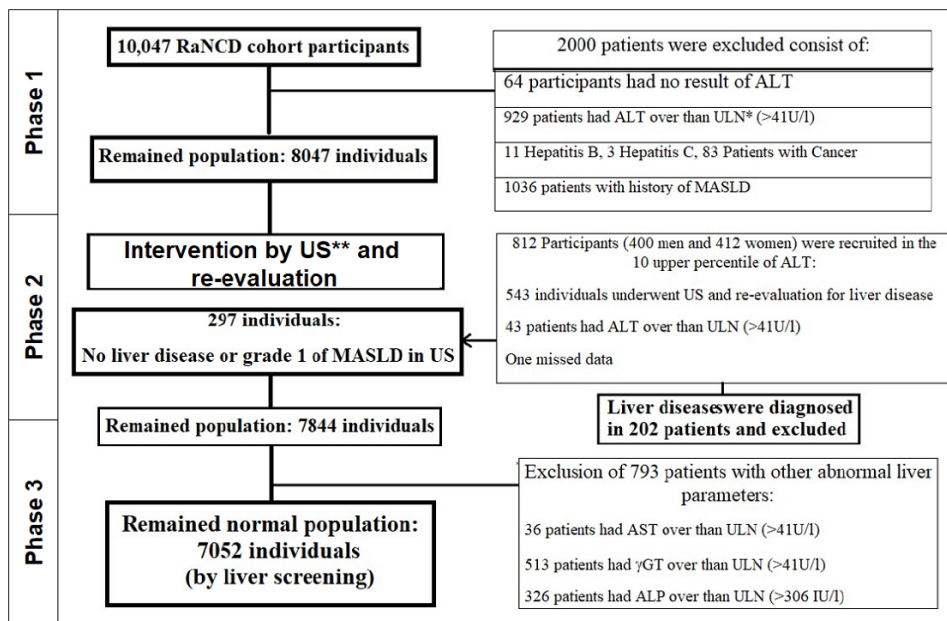 Phase 1
10,047 RaNCD cohort participants
2000 patients were excluded consist of:
64 participants had no result of ALT
929 patients had ALT over than ULN* (>41U/l)
11 Hepatitis B, 3 Hepatitis C, 83 Patients with Cancer
1036 patients with history of MASLD
Remained population: 8047 individuals
Phase 2
Intervention by US** and
re-evaluation
812 Participants (400 men and 412 women) were recruited in the
10 upper percentile of ALT:
543 individuals underwent US and re-evaluation for liver disease
43 patients had ALT over than ULN (>41U/l)
One missed data
297 individuals:
No liver disease or grade 1 of MASLD in US
Liver diseaseswere diagnosed
in 202 patients and excluded
Remained population: 7844 individuals
Phase 3
Exclusion of 793 patients with other abnormal liver
parameters:
36 patients had AST over than ULN (>41U/l)
513 patients had γGT over than ULN (>41U/l)
326 patients had ALP over than ULN (>306 IU/l)
Remained normal population:
7052 individuals
(by liver screening)